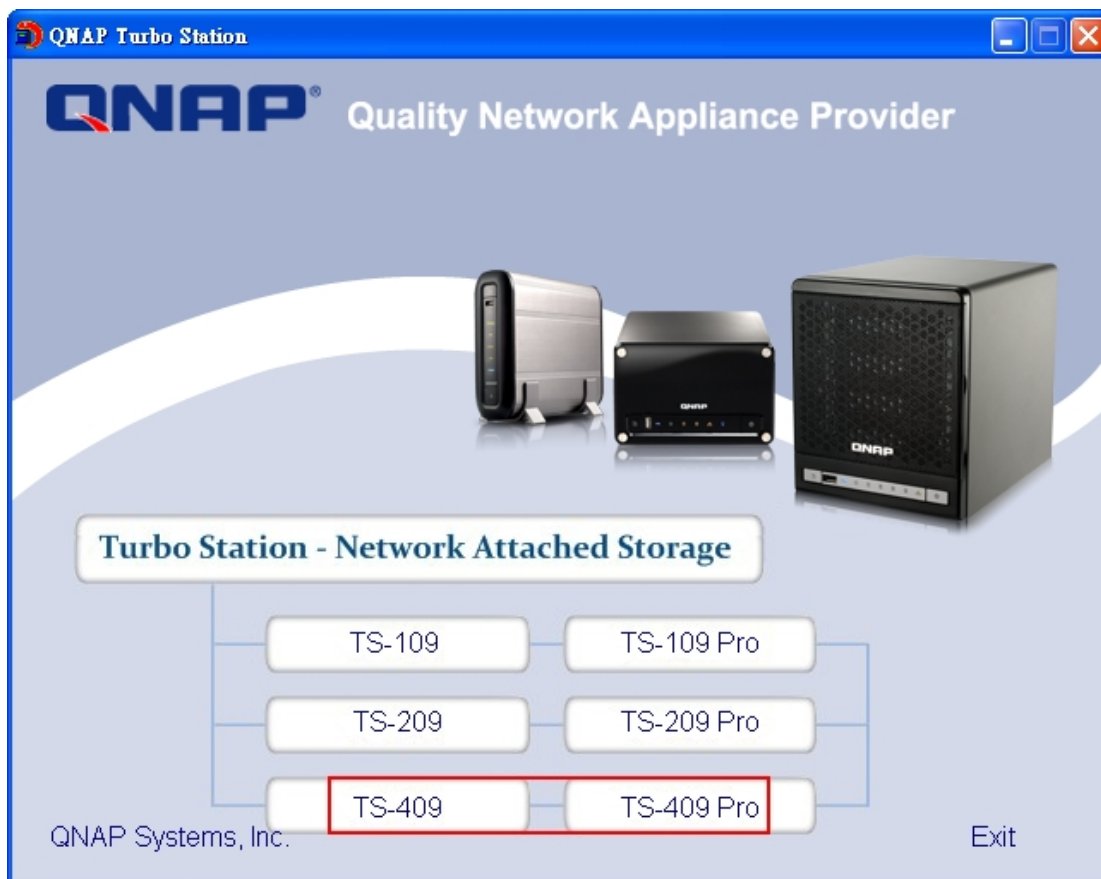 QNAP Turbo Station
QNAP® Quality Network Appliance Provider
QNAP
QNAP
Turbo Station - Network Attached Storage
TS-109 TS-109 Pro
TS-209 TS-209 Pro
TS-409 TS-409 Pro
QNAP Systems, Inc. Exit